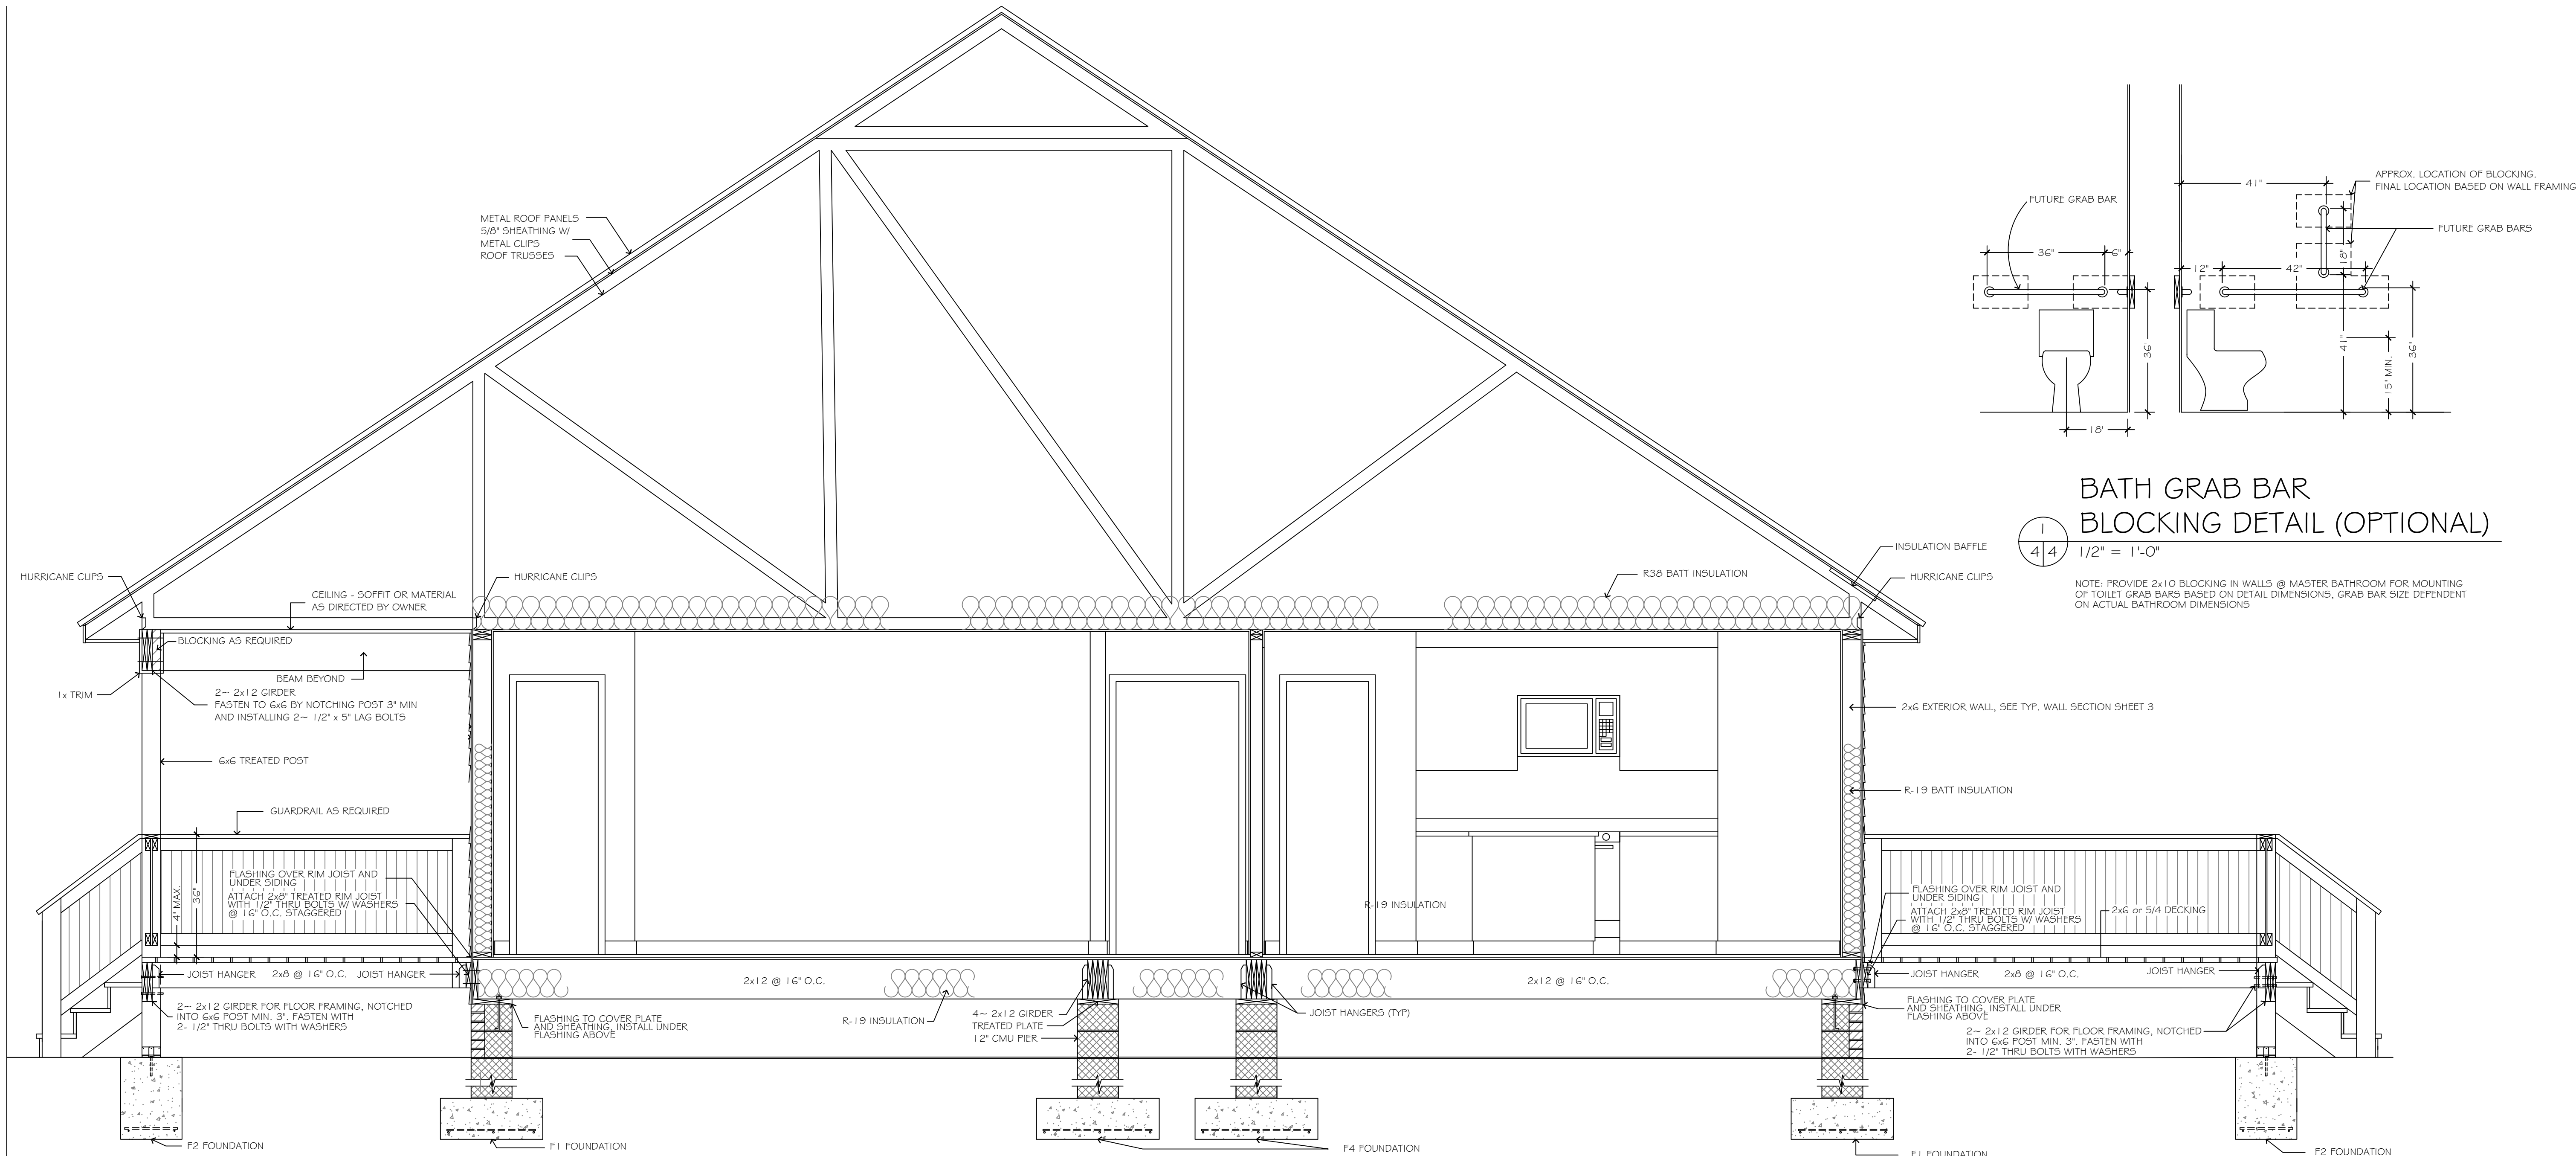 METAL ROOF PANELS
5/8" SHEATHING W/
METAL CLIPS
ROOF TRUSSES
HURRICANE CLIPS
HURRICANE CLIPS
CEILING - SOFFIT OR MATERIAL
AS DIRECTED BY OWNER
BLOCKING AS REQUIRED
BEAM BEYOND
1x TRIM
2~ 2x12 GIRDER
FASTEN TO 6x6 BY NOTCHING POST 3" MIN
AND INSTALLING 2~ 1/2" x 5" LAG BOLTS
6x6 TREATED POST
GUARDRAIL AS REQUIRED
4" MAX.
36"
FLASHING OVER RIM JOIST AND
UNDER SIDING
ATTACH 2x8" TREATED RIM JOIST
WITH 1/2" THRU BOLTS W/ WASHERS
@ 16" O.C. STAGGERED
JOIST HANGER
2x8 @ 16" O.C.
JOIST HANGER
2~ 2x12 GIRDER FOR FLOOR FRAMING, NOTCHED
INTO 6x6 POST MIN. 3". FASTEN WITH
2- 1/2" THRU BOLTS WITH WASHERS
FLASHING TO COVER PLATE
AND SHEATHING, INSTALL UNDER
FLASHING ABOVE
R-19 INSULATION
2x12 @ 16" O.C.
4~ 2x12 GIRDER
TREATED PLATE
12" CMU PIER
JOIST HANGERS (TYP)
R-19 INSULATION
2x12 @ 16" O.C.
R38 BATT INSULATION
INSULATION BAFFLE
HURRICANE CLIPS
2x6 EXTERIOR WALL, SEE TYP. WALL SECTION SHEET 3
R-19 BATT INSULATION
FLASHING OVER RIM JOIST AND
UNDER SIDING
ATTACH 2x8" TREATED RIM JOIST
WITH 1/2" THRU BOLTS W/ WASHERS
@ 16" O.C. STAGGERED
2x6 or 5/4 DECKING
JOIST HANGER
2x8 @ 16" O.C.
JOIST HANGER
FLASHING TO COVER PLATE
AND SHEATHING, INSTALL UNDER
FLASHING ABOVE
2~ 2x12 GIRDER FOR FLOOR FRAMING, NOTCHED
INTO 6x6 POST MIN. 3". FASTEN WITH
2- 1/2" THRU BOLTS WITH WASHERS
F2 FOUNDATION
F1 FOUNDATION
F4 FOUNDATION
F1 FOUNDATION
F2 FOUNDATION
FUTURE GRAB BAR
36"
6"
36'
18'
41"
12"
42"
18"
41"
15" MIN.
36"
APPROX. LOCATION OF BLOCKING,
FINAL LOCATION BASED ON WALL FRAMING
FUTURE GRAB BARS
BATH GRAB BAR
BLOCKING DETAIL (OPTIONAL)
1
4 4
1/2" = 1'-0"
NOTE: PROVIDE 2x10 BLOCKING IN WALLS @ MASTER BATHROOM FOR MOUNTING
OF TOILET GRAB BARS BASED ON DETAIL DIMENSIONS, GRAB BAR SIZE DEPENDENT
ON ACTUAL BATHROOM DIMENSIONS